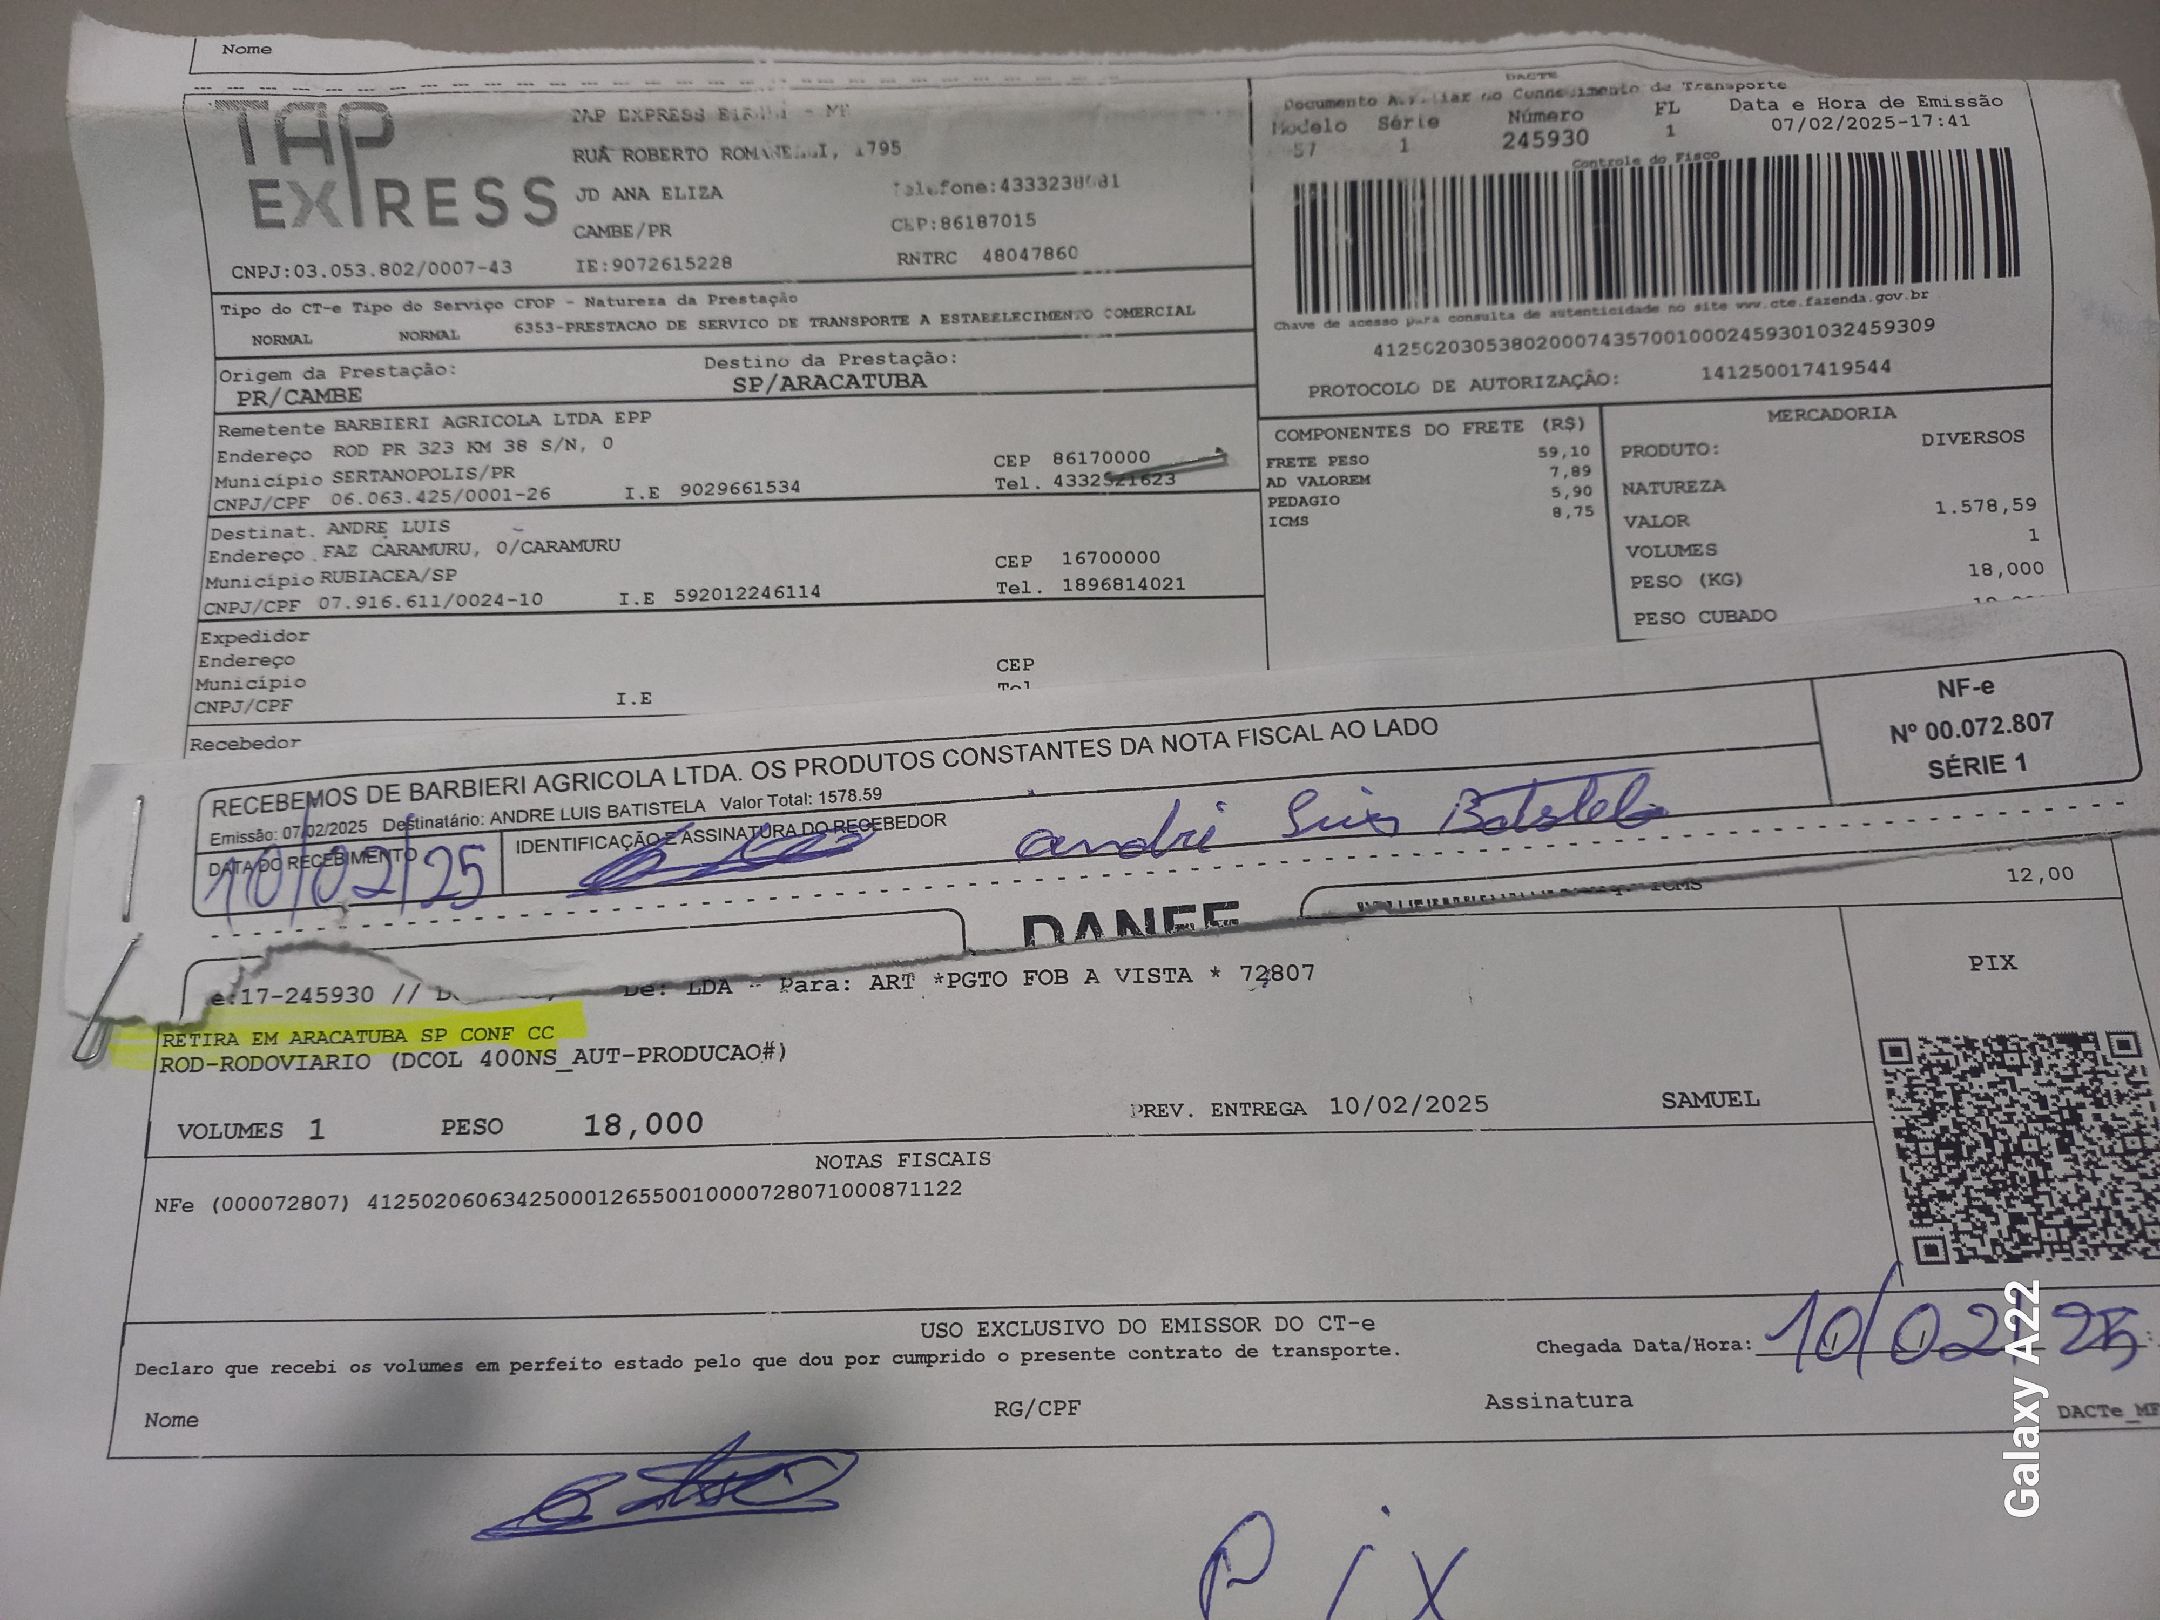 Nome
TAP EXPRESS
TAP EXPRESS EIRELI - ME
RUA ROBERTO ROMANELLI, 1795
JD ANA ELIZA
CAMBE/PR
Telefone:
CEP:86187015
CNPJ:03.053.802/0007-43 IE:9072615228 RNTRC 48047860
DACTE
Documento Auxiliar do Conhecimento de Transporte
Modelo Série Número FL Data e Hora de Emissão
57 1 245930 1 07/02/2025-17:41
Controle do Fisco
Chave de acesso para consulta de autenticidade no site www.cte.fazenda.gov.br
41250203053802000743570010002459301032459309
PROTOCOLO DE AUTORIZAÇÃO: 141250017419544
Tipo do CT-e Tipo do Serviço CFOP - Natureza da Prestação
NORMAL NORMAL 6353-PRESTACAO DE SERVICO DE TRANSPORTE A ESTABELECIMENTO COMERCIAL
Origem da Prestação: Destino da Prestação:
PR/CAMBE SP/ARACATUBA
Remetente BARBIERI AGRICOLA LTDA EPP
Endereço ROD PR 323 KM 38 S/N, 0
Município SERTANOPOLIS/PR CEP 86170000
CNPJ/CPF 06.063.425/0001-26 I.E 9029661534 Tel. 4332321623
Destinat. ANDRE LUIS
Endereço FAZ CARAMURU, 0/CARAMURU
Município RUBIACEA/SP CEP 16700000
CNPJ/CPF 07.916.611/0024-10 I.E 592012246114 Tel. 1896814021
Expedidor
Endereço
Município CEP
CNPJ/CPF I.E Tel
Recebedor
COMPONENTES DO FRETE (R$)
FRETE PESO 59,10
AD VALOREM 7,89
PEDAGIO 5,90
ICMS 8,75
MERCADORIA
PRODUTO: DIVERSOS
NATUREZA
VALOR 1.578,59
VOLUMES 1
PESO (KG) 18,000
PESO CUBADO
RECEBEMOS DE BARBIERI AGRICOLA LTDA. OS PRODUTOS CONSTANTES DA NOTA FISCAL AO LADO
Emissão: 07/02/2025 Destinatário: ANDRE LUIS BATISTELA Valor Total: 1578.59
DATA DO RECEBIMENTO IDENTIFICAÇÃO E ASSINATURA DO RECEBEDOR
10/02/25 andré Luis Batistela
NF-e
Nº 00.072.807
SÉRIE 1
DANFE
ICMS 12,00
e:17-245930 // De: LDA - Para: ART *PGTO FOB A VISTA * 72807
RETIRA EM ARACATUBA SP CONF CC
ROD-RODOVIARIO (DCOL 400NS_AUT-PRODUCAO#)
PIX
VOLUMES 1 PESO 18,000 PREV. ENTREGA 10/02/2025 SAMUEL
NOTAS FISCAIS
NFe (000072807) 41250206063425000126550010000728071000871122
USO EXCLUSIVO DO EMISSOR DO CT-e
Declaro que recebi os volumes em perfeito estado pelo que dou por cumprido o presente contrato de transporte.
Chegada Data/Hora: 10/02/25
Nome RG/CPF Assinatura
DACTe_MF
Pix
Galaxy A22